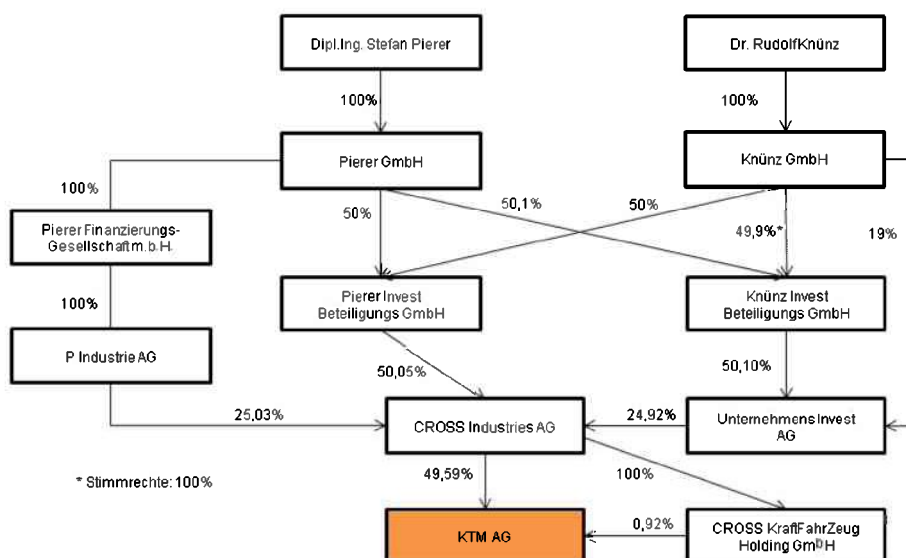 Dipl.Ing. Stefan Pierer
Dr. Rudolf Knünz
100%
100%
Pierer GmbH
Knünz GmbH
100%
50%
50,1%
50%
49,9%*
19%
Pierer Finanzierungs-
Gesellschaft m.b.H.
100%
Pierer Invest
Beteiligungs GmbH
Knünz Invest
Beteiligungs GmbH
P Industrie AG
50,05%
50,10%
25,03%
CROSS Industries AG
24,92%
Unternehmens Invest
AG
* Stimmrechte: 100%
49,59%
100%
KTM AG
0,92%
CROSS KraftFahrZeug
Holding GmbH